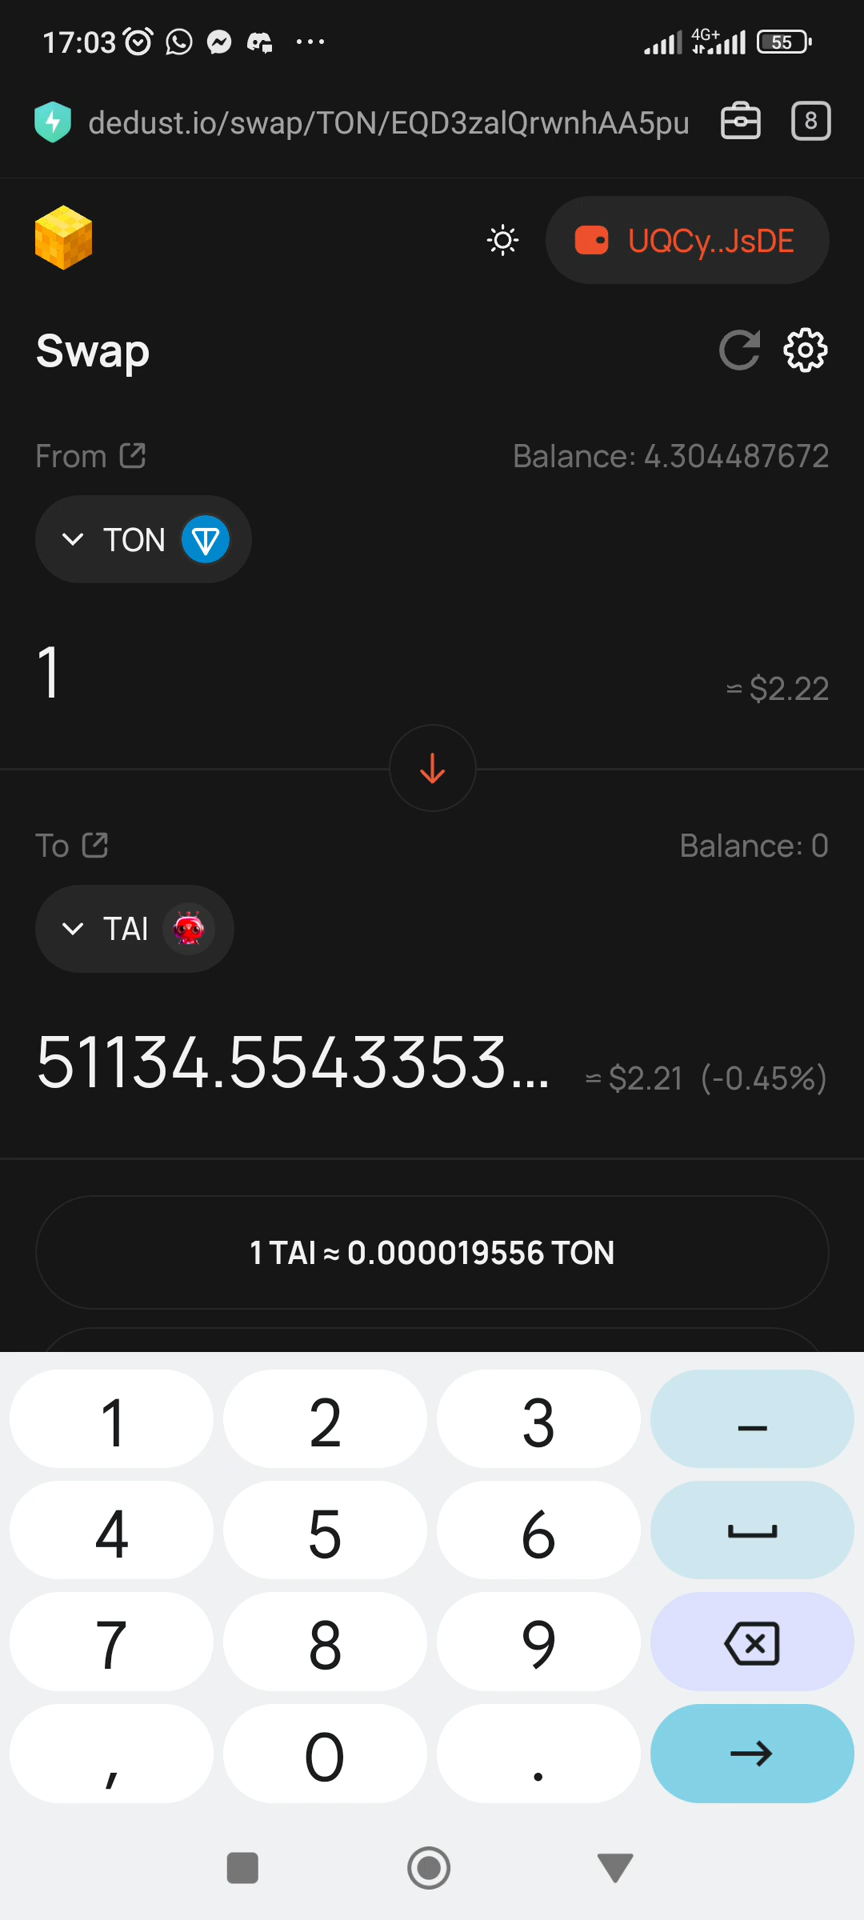 17:03 ... 4G+ 55
dedust.io/swap/TON/EQD3zalQrwnhAA5pu 8
UQCy..JsDE
Swap
From Balance: 4.304487672
TON
1 ≃ $2.22
To Balance: 0
TAI
51134.5543353... ≃ $2.21 (-0.45%)
1 TAI ≈ 0.000019556 TON
1 2 3 –
4 5 6
7 8 9
, 0 . →